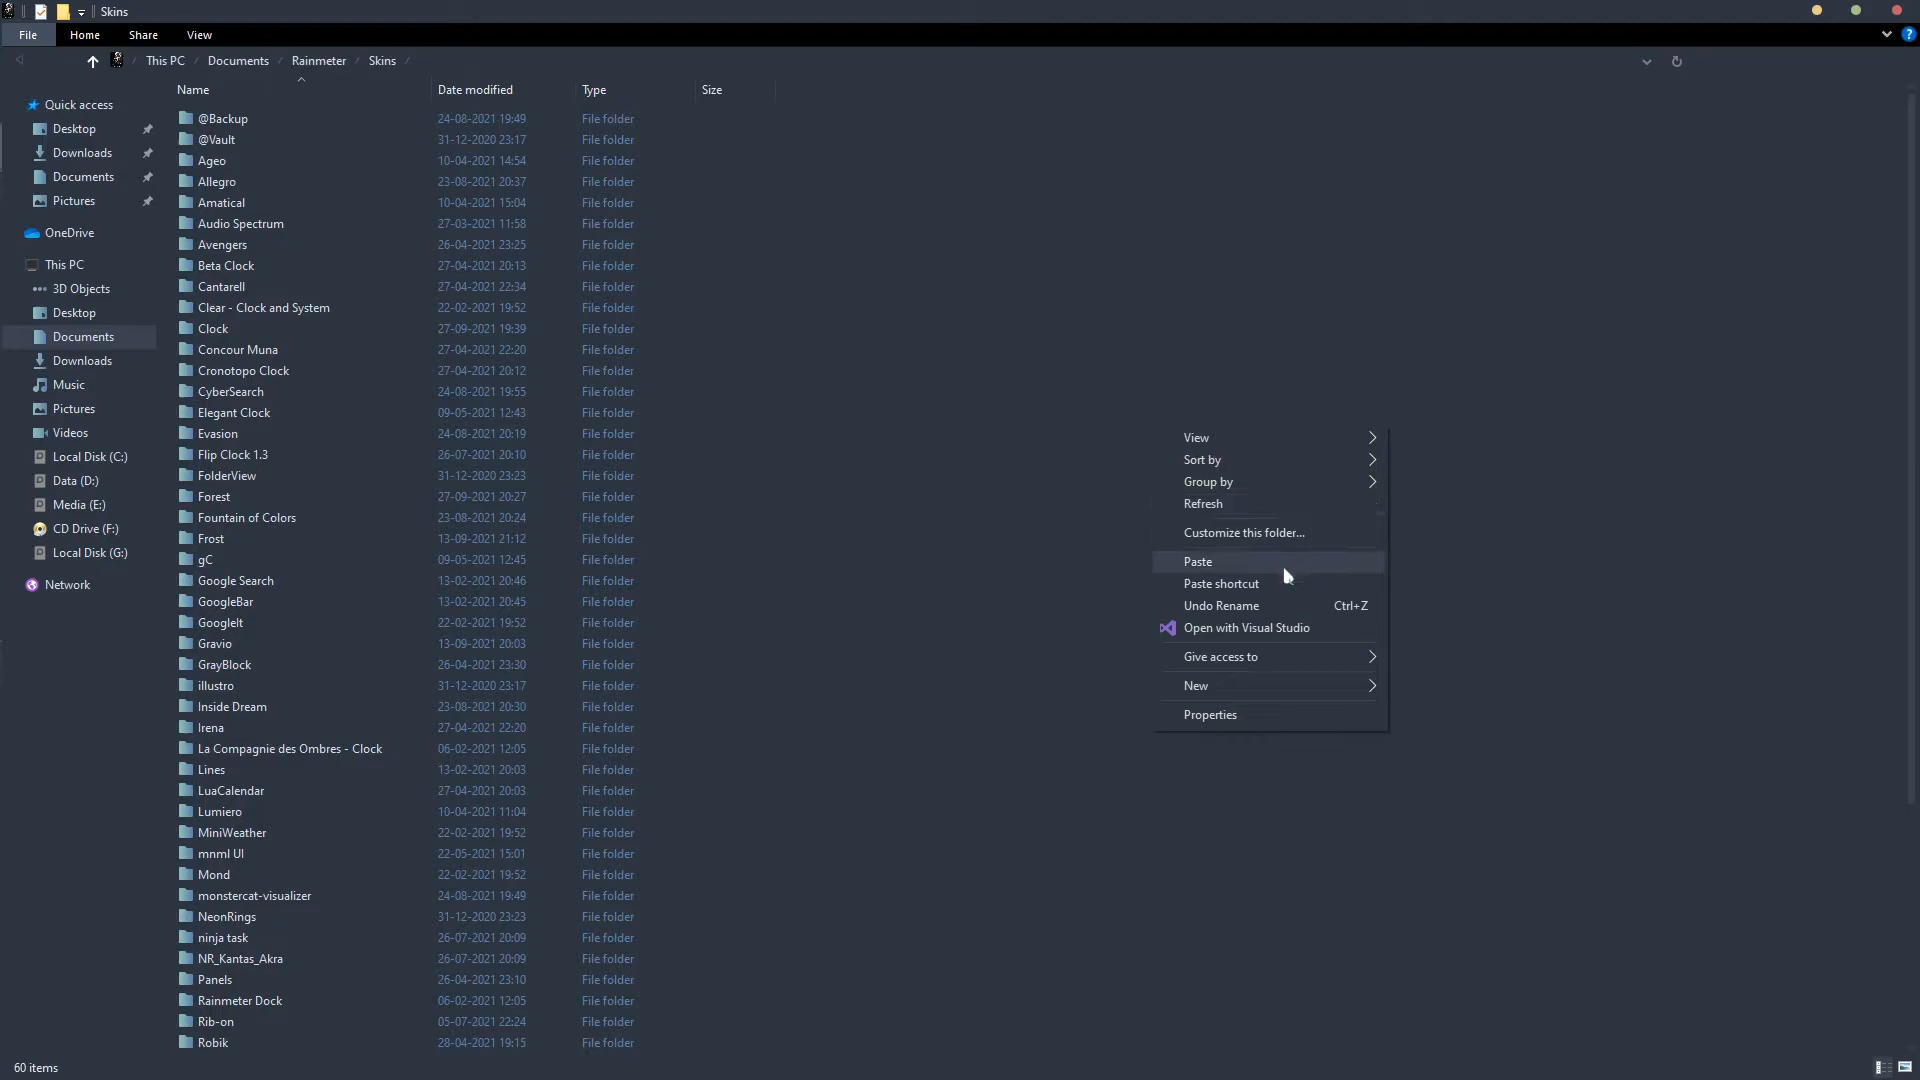 Skins
File Home Share View
This PC Documents Rainmeter Skins
Name Date modified Type Size
Quick access
Desktop
Downloads
Documents
Pictures
OneDrive
This PC
3D Objects
Desktop
Documents
Downloads
Music
Pictures
Videos
Local Disk (C:)
Data (D:)
Media (E:)
CD Drive (F:)
Local Disk (G:)
Network
@Backup 24-08-2021 19:49 File folder
@Vault 31-12-2020 23:17 File folder
Ageo 10-04-2021 14:54 File folder
Allegro 23-08-2021 20:37 File folder
Amatical 10-04-2021 15:04 File folder
Audio Spectrum 27-03-2021 11:58 File folder
Avengers 26-04-2021 23:25 File folder
Beta Clock 27-04-2021 20:13 File folder
Cantarell 27-04-2021 22:34 File folder
Clear - Clock and System 22-02-2021 19:52 File folder
Clock 27-09-2021 19:39 File folder
Concour Muna 27-04-2021 22:20 File folder
Cronotopo Clock 27-04-2021 20:12 File folder
CyberSearch 24-08-2021 19:55 File folder
Elegant Clock 09-05-2021 12:43 File folder
Evasion 24-08-2021 20:19 File folder
Flip Clock 1.3 26-07-2021 20:10 File folder
FolderView 31-12-2020 23:23 File folder
Forest 27-09-2021 20:27 File folder
Fountain of Colors 23-08-2021 20:24 File folder
Frost 13-09-2021 21:12 File folder
gC 09-05-2021 12:45 File folder
Google Search 13-02-2021 20:46 File folder
GoogleBar 13-02-2021 20:45 File folder
GoogleIt 22-02-2021 19:52 File folder
Gravio 13-09-2021 20:03 File folder
GrayBlock 26-04-2021 23:30 File folder
illustro 31-12-2020 23:17 File folder
Inside Dream 23-08-2021 20:30 File folder
Irena 27-04-2021 22:20 File folder
La Compagnie des Ombres - Clock 06-02-2021 12:05 File folder
Lines 13-02-2021 20:03 File folder
LuaCalendar 27-04-2021 20:03 File folder
Lumiero 10-04-2021 11:04 File folder
MiniWeather 22-02-2021 19:52 File folder
mnml UI 22-05-2021 15:01 File folder
Mond 22-02-2021 19:52 File folder
monstercat-visualizer 24-08-2021 19:49 File folder
NeonRings 31-12-2020 23:23 File folder
ninja task 26-07-2021 20:09 File folder
NR_Kantas_Akra 26-07-2021 20:09 File folder
Panels 26-04-2021 23:10 File folder
Rainmeter Dock 06-02-2021 12:05 File folder
Rib-on 05-07-2021 22:24 File folder
Robik 28-04-2021 19:15 File folder
View
Sort by
Group by
Refresh
Customize this folder...
Paste
Paste shortcut
Undo Rename Ctrl+Z
Open with Visual Studio
Give access to
New
Properties
60 items